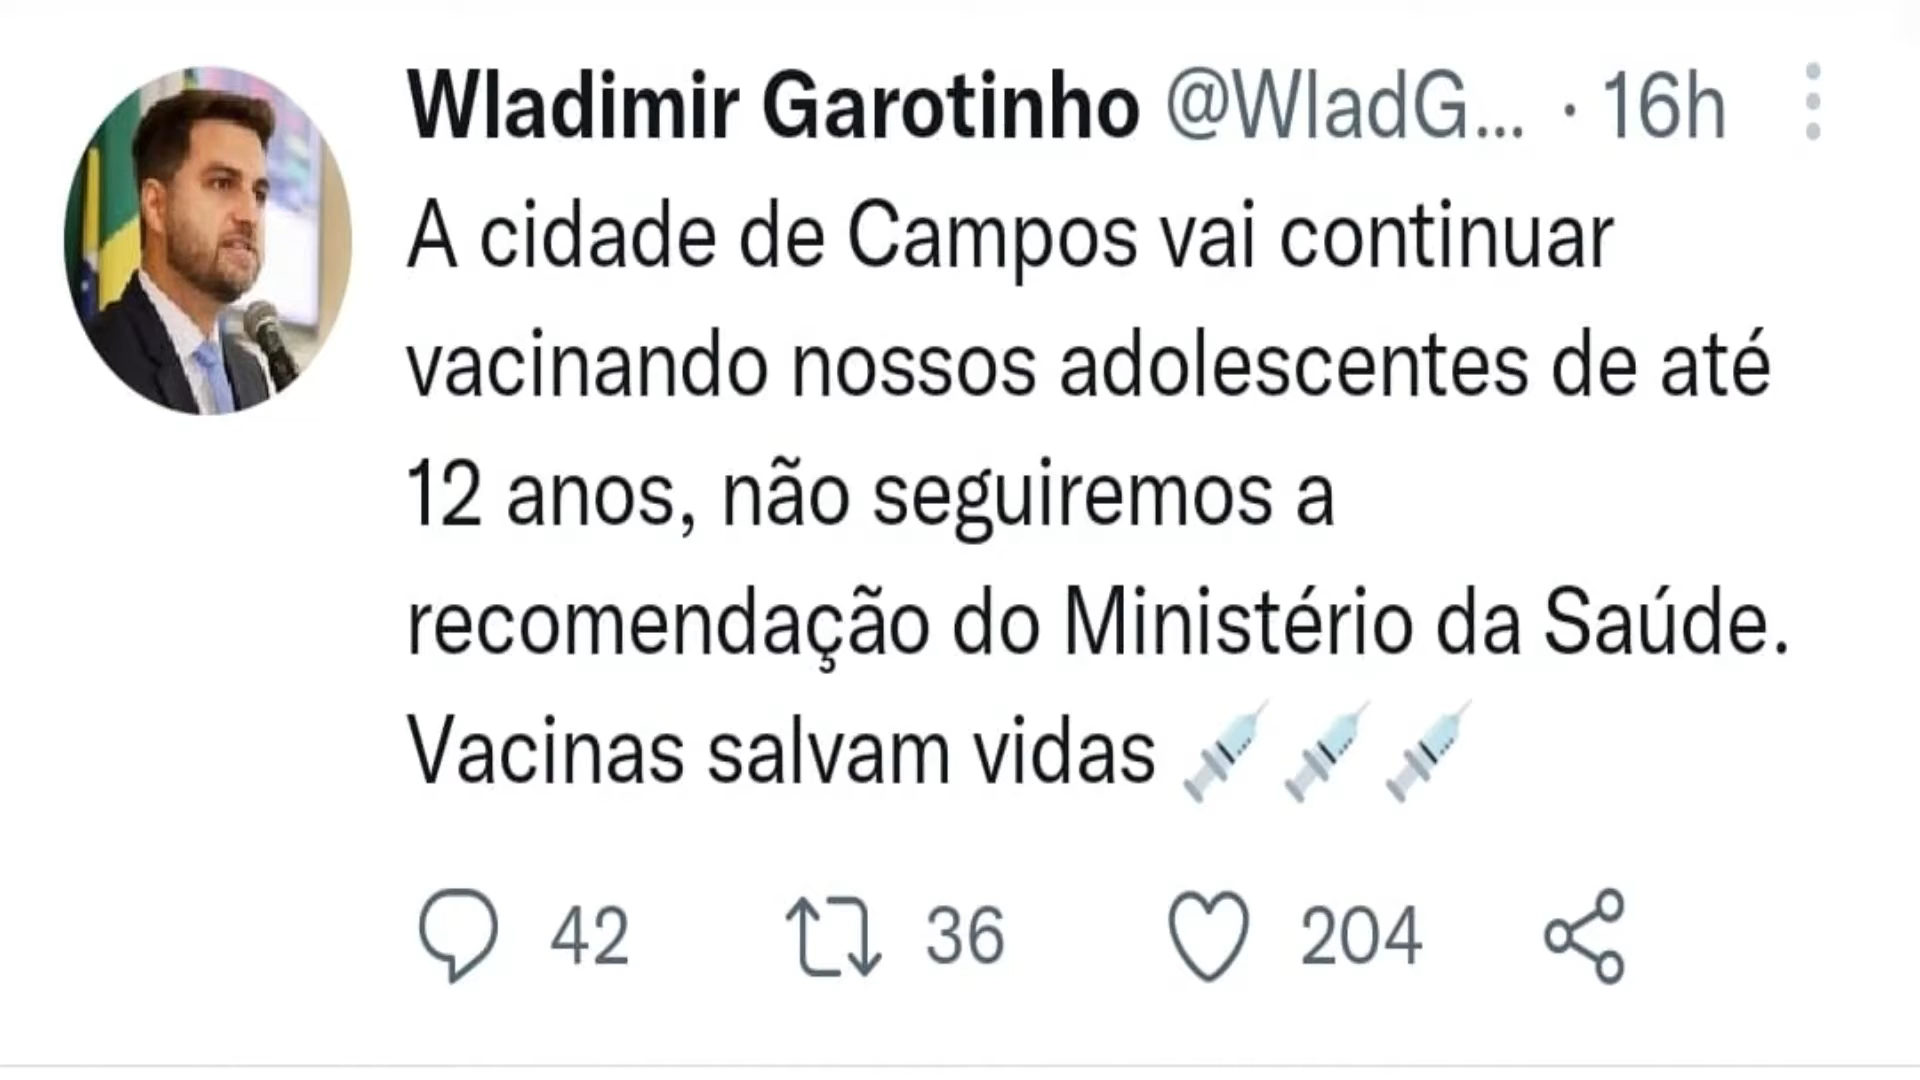 Wladimir Garotinho @WladG... · 16h
A cidade de Campos vai continuar
vacinando nossos adolescentes de até
12 anos, não seguiremos a
recomendação do Ministério da Saúde.
Vacinas salvam vidas 💉💉💉
42 36 204